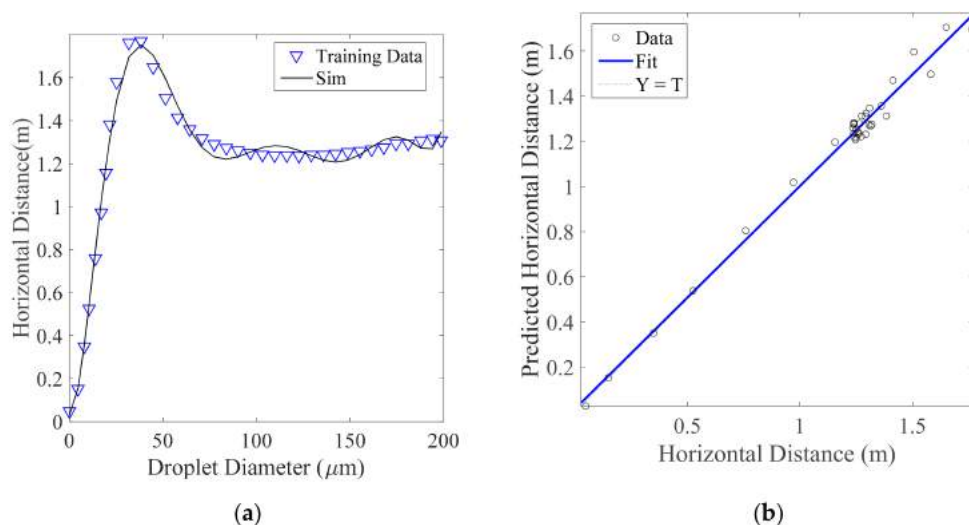 Horizontal Distance(m)
1.6
1.4
1.2
1
0.8
0.6
0.4
0.2
0
Training Data
Sim
0 50 100 150 200
Droplet Diameter (μm)
(a)
Predicted Horizontal Distance (m)
1.6
1.4
1.2
1
0.8
0.6
0.4
0.2
Data
Fit
Y = T
0.5 1 1.5
Horizontal Distance (m)
(b)